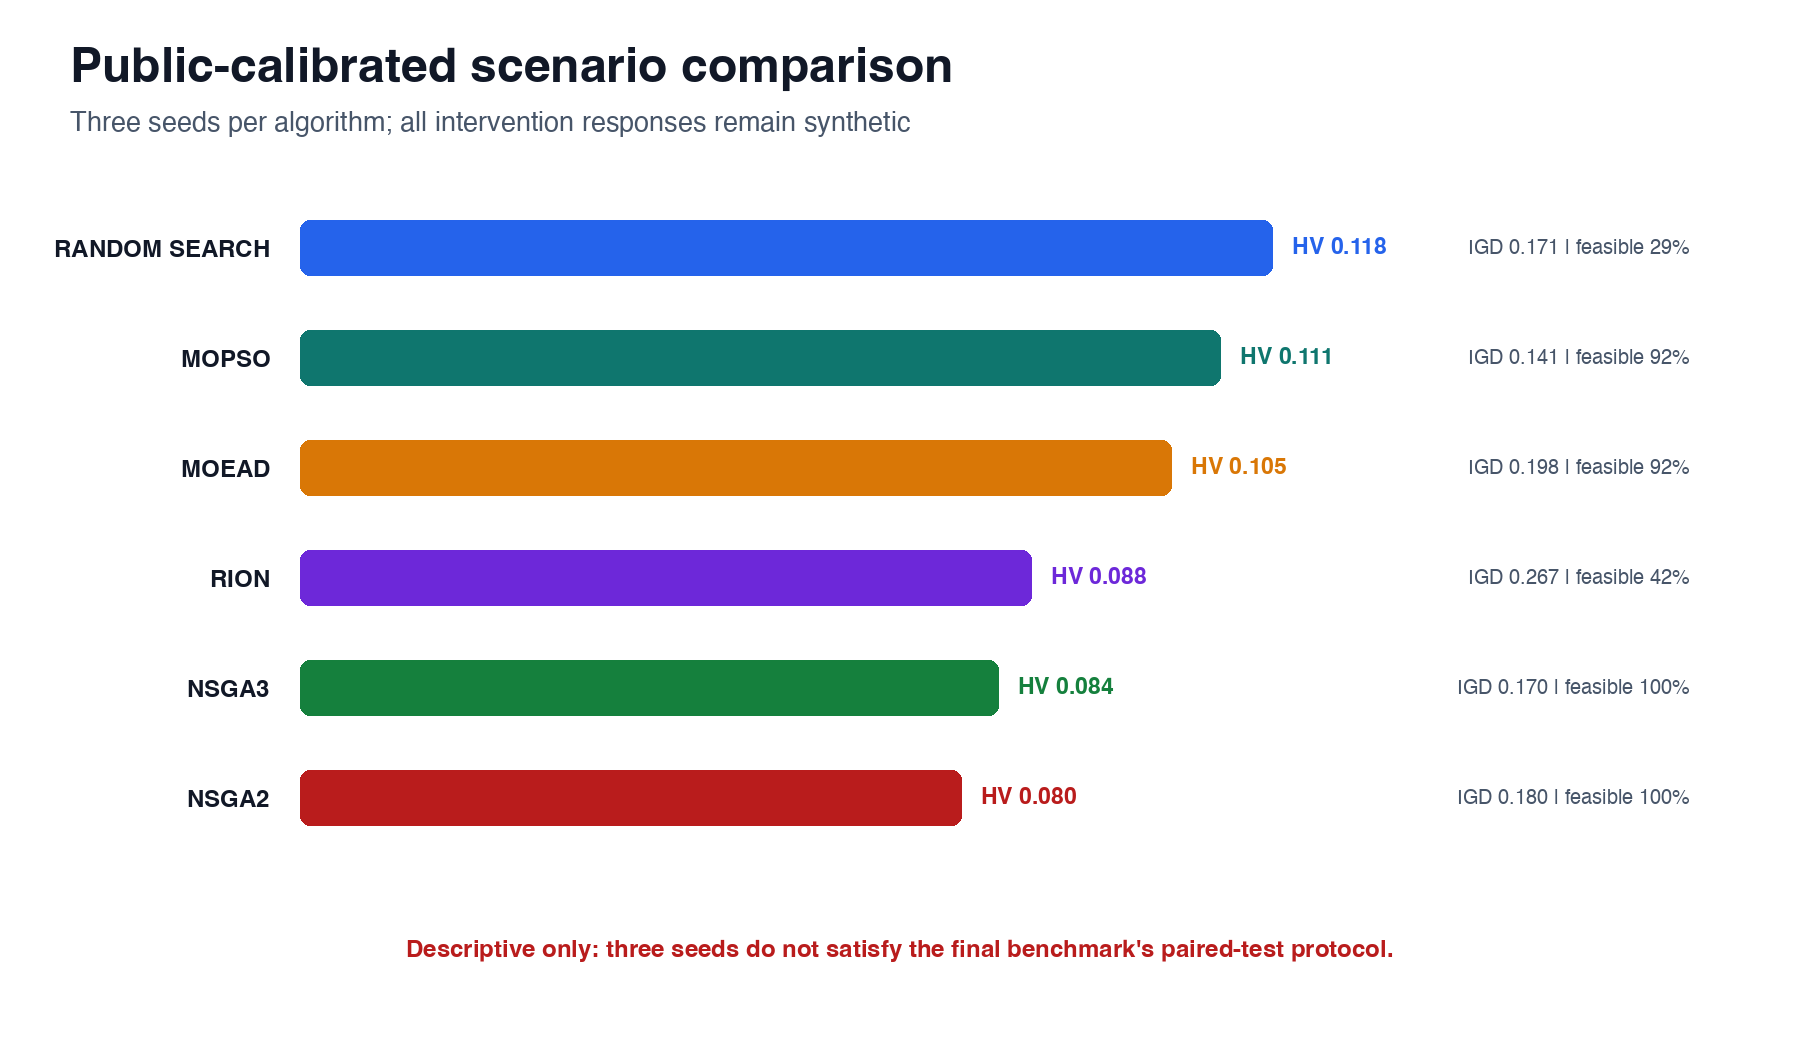 Public-calibrated scenario comparison
Three seeds per algorithm; all intervention responses remain synthetic
RANDOM SEARCH HV 0.118 IGD 0.171 | feasible 29%
MOPSO HV 0.111 IGD 0.141 | feasible 92%
MOEAD HV 0.105 IGD 0.198 | feasible 92%
RION HV 0.088 IGD 0.267 | feasible 42%
NSGA3 HV 0.084 IGD 0.170 | feasible 100%
NSGA2 HV 0.080 IGD 0.180 | feasible 100%
Descriptive only: three seeds do not satisfy the final benchmark's paired-test protocol.